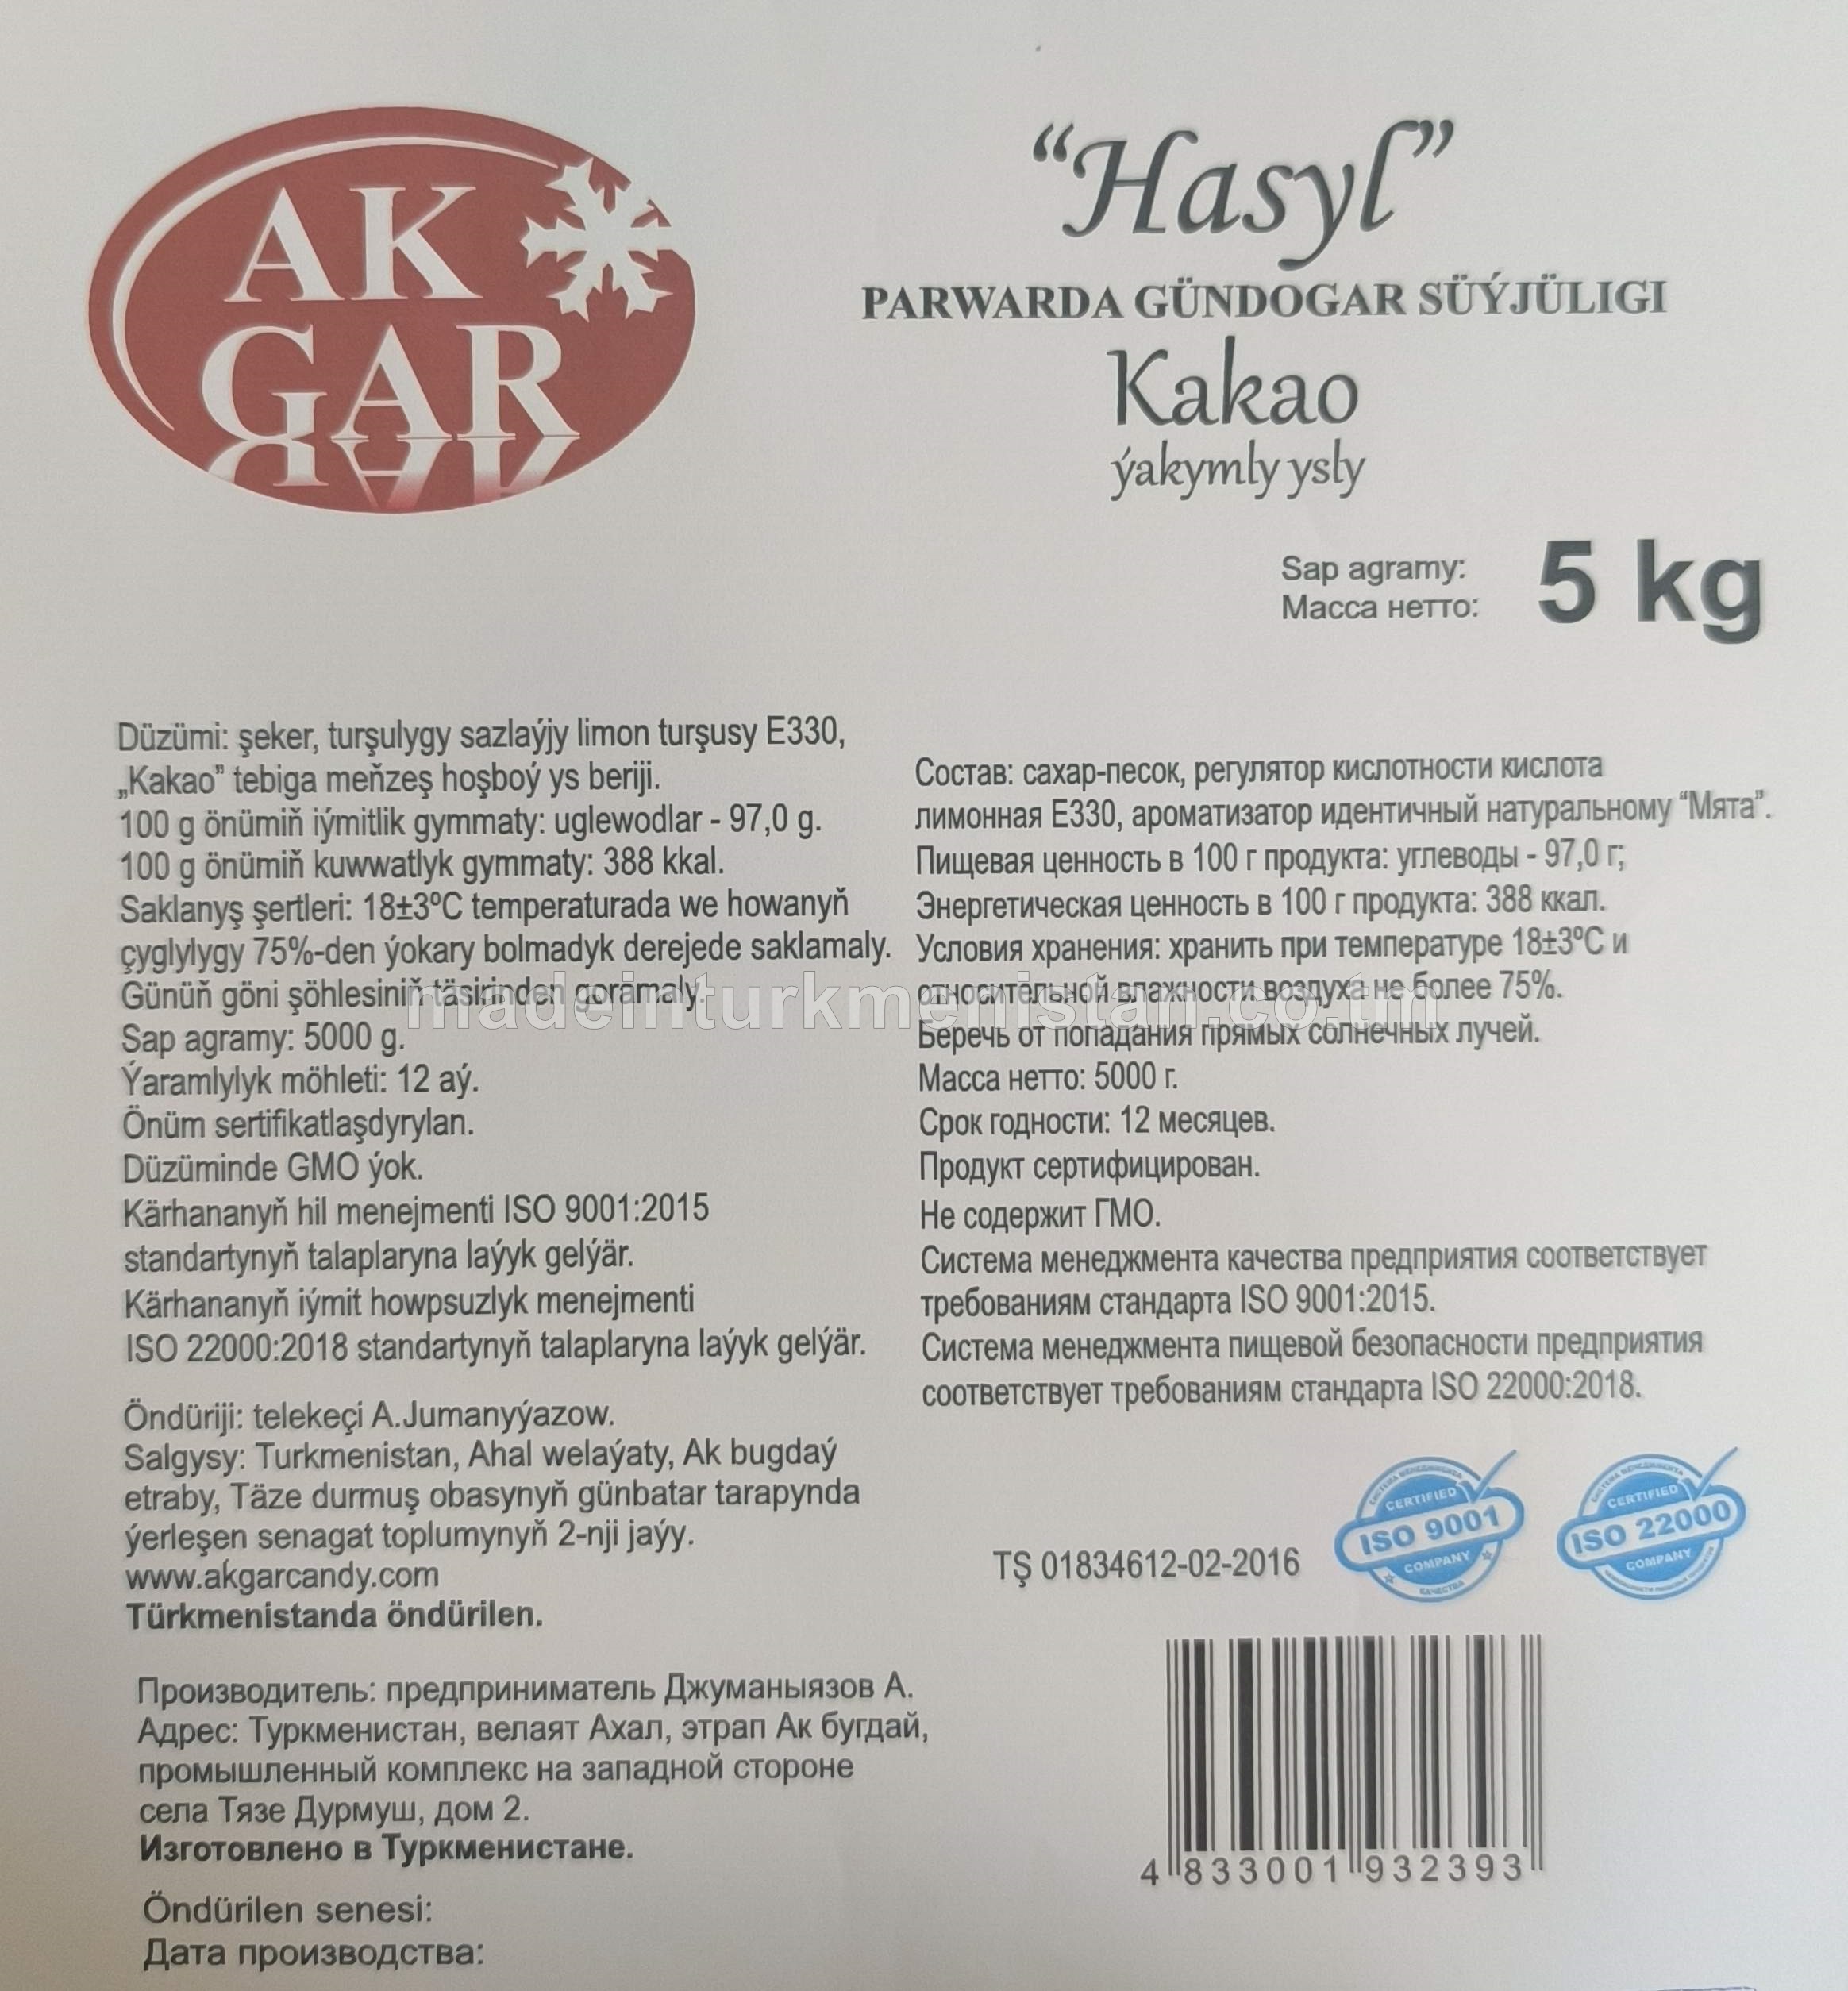 AK
GAR
“Hasyl”
PARWARDA GÜNDOGAR SÜÝJÜLIGI
Kakao
ýakymly ysly
Sap agramy:
Масса нетто:
5 kg
Düzümi: şeker, turşulygy sazlaýjy limon turşusy E330,
„Kakao” tebiga meňzeş hoşboý ys beriji.
100 g önümiň iýmitlik gymmaty: uglewodlar - 97,0 g.
100 g önümiň kuwwatlyk gymmaty: 388 kkal.
Saklanyş şertleri: 18±3ºC temperaturada we howanyň
çyglylygy 75%-den ýokary bolmadyk derejede saklamaly.
Günüň göni şöhlesiniň täsirinden goramaly.
Sap agramy: 5000 g.
Ýaramlylyk möhleti: 12 aý.
Önüm sertifikatlaşdyrylan.
Düzüminde GMO ýok.
Kärhananyň hil menejmenti ISO 9001:2015
standartynyň talaplaryna laýyk gelýär.
Kärhananyň iýmit howpsuzlyk menejmenti
ISO 22000:2018 standartynyň talaplaryna laýyk gelýär.
Состав: сахар-песок, регулятор кислотности кислота
лимонная Е330, ароматизатор идентичный натуральному “Мята”.
Пищевая ценность в 100 г продукта: углеводы - 97,0 г;
Энергетическая ценность в 100 г продукта: 388 ккал.
Условия хранения: хранить при температуре 18±3ºС и
относительной влажности воздуха не более 75%.
Беречь от попадания прямых солнечных лучей.
Масса нетто: 5000 г.
Срок годности: 12 месяцев.
Продукт сертифицирован.
Не содержит ГМО.
Система менеджмента качества предприятия соответствует
требованиям стандарта ISO 9001:2015.
Система менеджмента пищевой безопасности предприятия
соответствует требованиям стандарта ISO 22000:2018.
madeinturkmenistan.co.tm
Öndüriji: telekeçi A.Jumanyýazow.
Salgysy: Turkmenistan, Ahal welaýaty, Ak bugdaý
etraby, Täze durmuş obasynyň günbatar tarapynda
ýerleşen senagat toplumynyň 2-nji jaýy.
www.akgarcandy.com
Türkmenistanda öndürilen.
TŞ 01834612-02-2016
CERTIFIED
ISO 9001
COMPANY
КАЧЕСТВА
CERTIFIED
ISO 22000
COMPANY
Производитель: предприниматель Джуманыязов А.
Адрес: Туркменистан, велаят Ахал, этрап Ак бугдай,
промышленный комплекс на западной стороне
села Тязе Дурмуш, дом 2.
Изготовлено в Туркменистане.
4 833001 932393
Öndürilen senesi:
Дата производства: